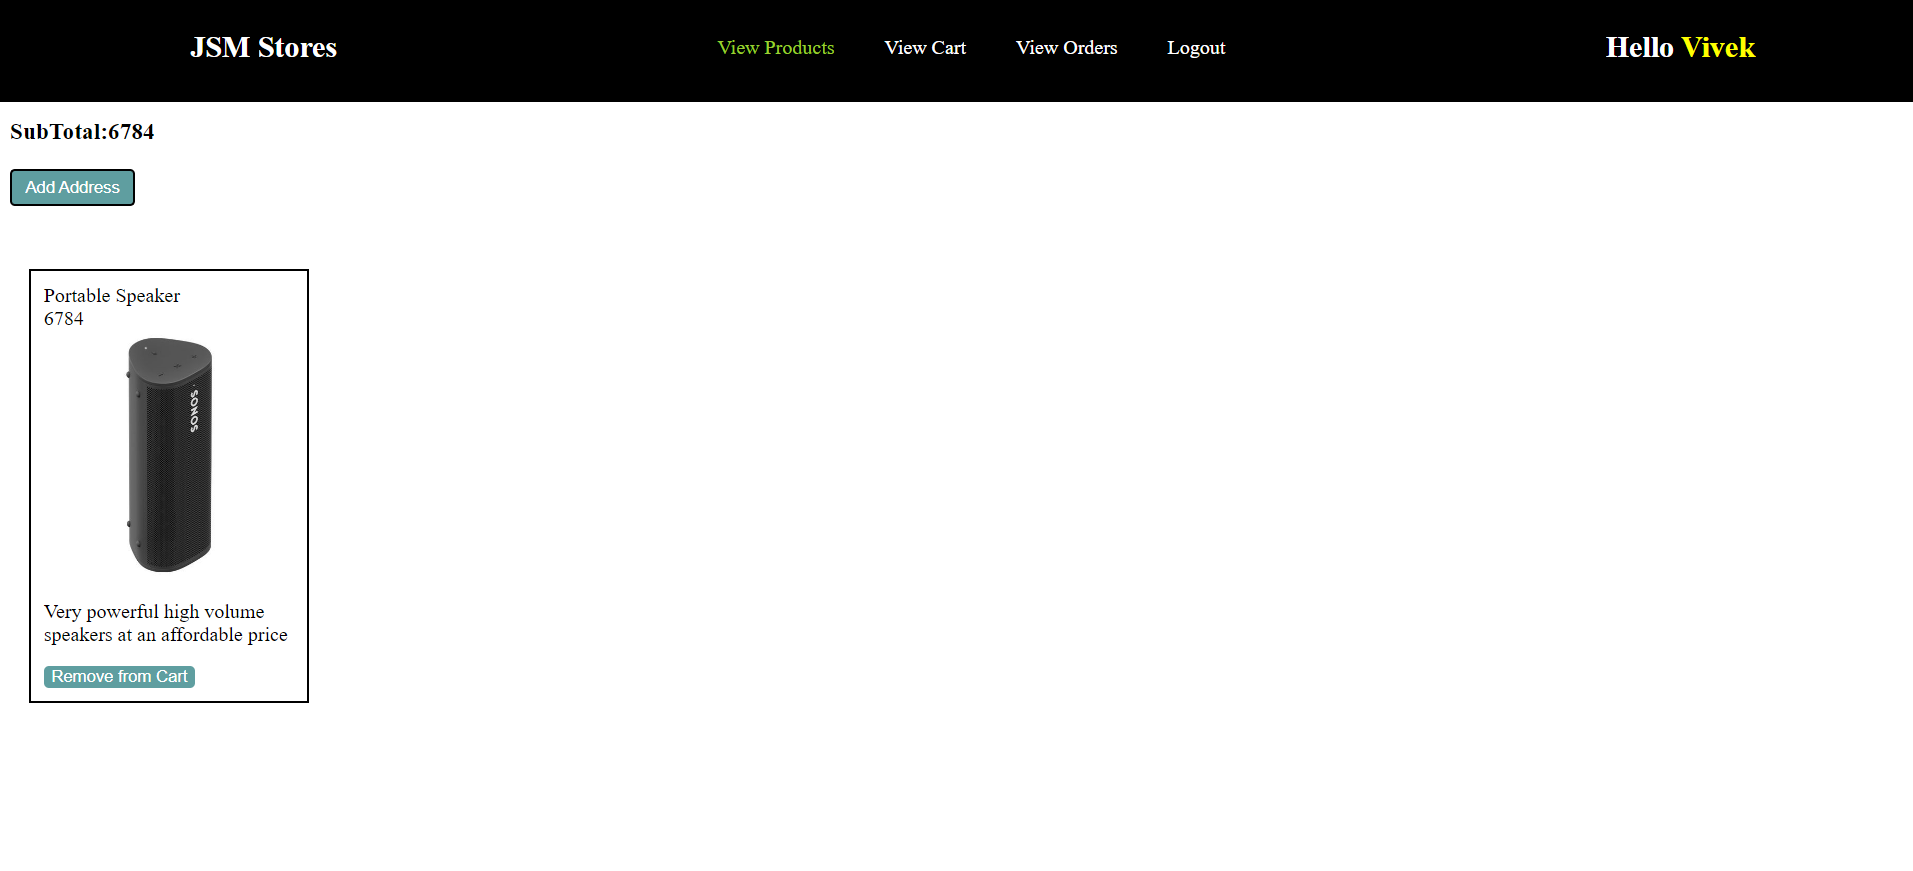 JSM Stores
View Products
View Cart
View Orders
Logout
Hello Vivek
SubTotal:6784
Add Address
Portable Speaker
6784
SONOS
Very powerful high volume
speakers at an affordable price
Remove from Cart